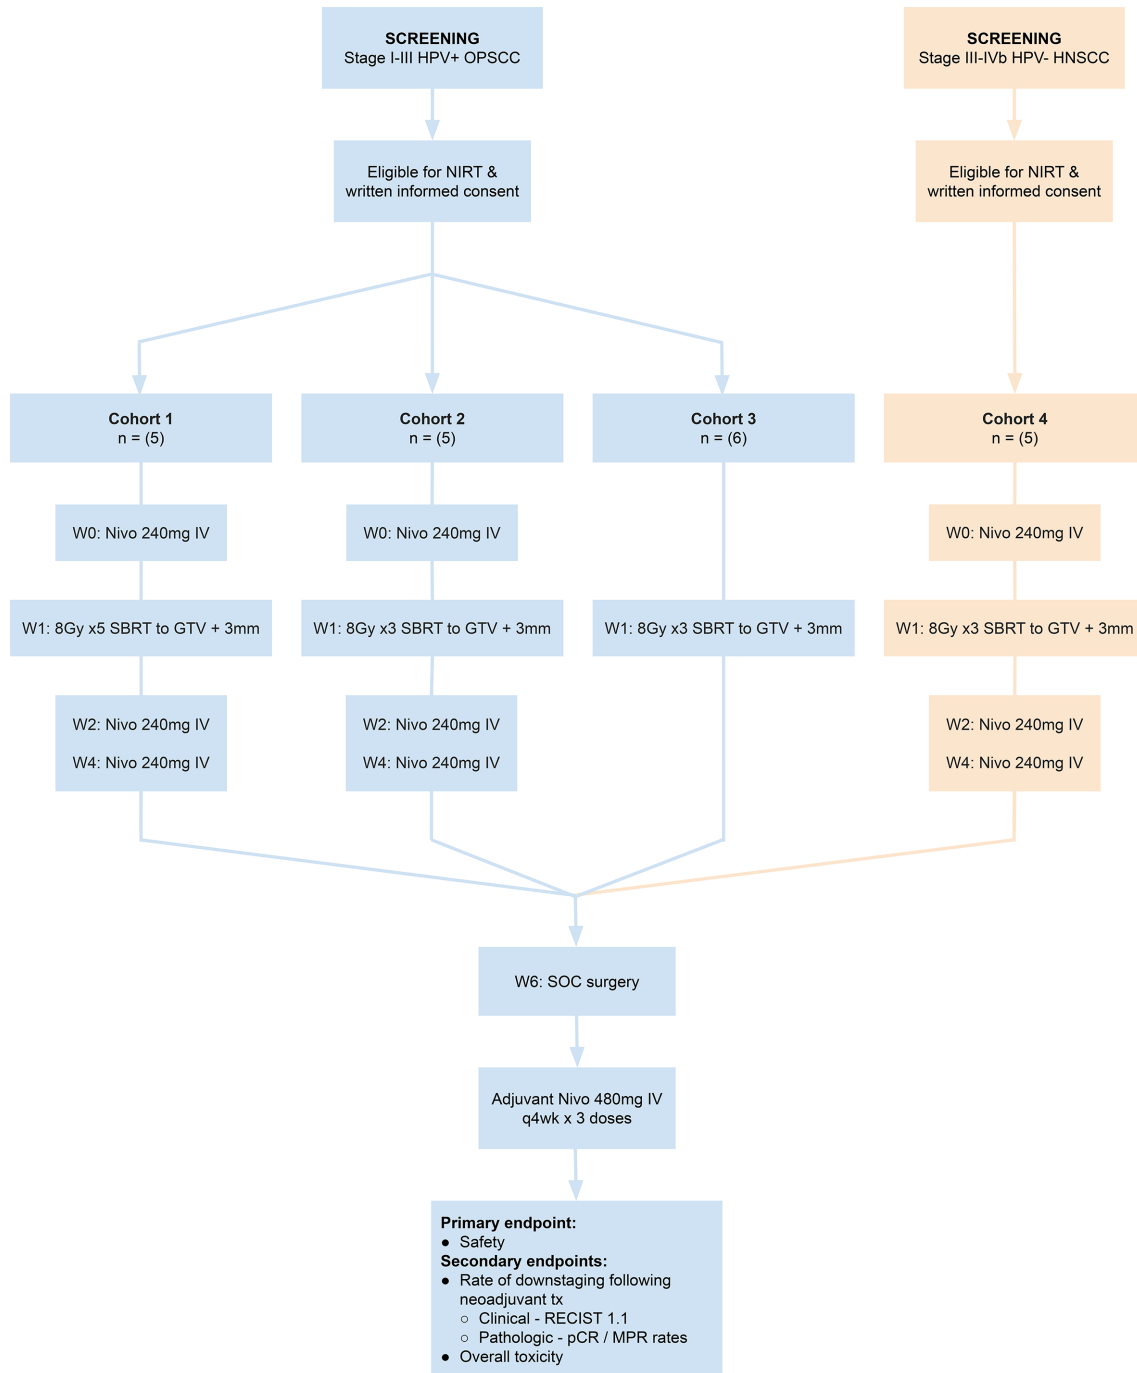 SCREENING
Stage I-III HPV+ OPSCC
SCREENING
Stage III-IVb HPV- HNSCC
Eligible for NIRT &
written informed consent
Eligible for NIRT &
written informed consent
Cohort 1
n = (5)
Cohort 2
n = (5)
Cohort 3
n = (6)
Cohort 4
n = (5)
W0: Nivo 240mg IV
W0: Nivo 240mg IV
W0: Nivo 240mg IV
W1: 8Gy x5 SBRT to GTV + 3mm
W1: 8Gy x3 SBRT to GTV + 3mm
W1: 8Gy x3 SBRT to GTV + 3mm
W1: 8Gy x3 SBRT to GTV + 3mm
W2: Nivo 240mg IV
W4: Nivo 240mg IV
W2: Nivo 240mg IV
W4: Nivo 240mg IV
W2: Nivo 240mg IV
W4: Nivo 240mg IV
W6: SOC surgery
Adjuvant Nivo 480mg IV
q4wk x 3 doses
Primary endpoint:
● Safety
Secondary endpoints:
● Rate of downstaging following
neoadjuvant tx
○ Clinical - RECIST 1.1
○ Pathologic - pCR / MPR rates
● Overall toxicity